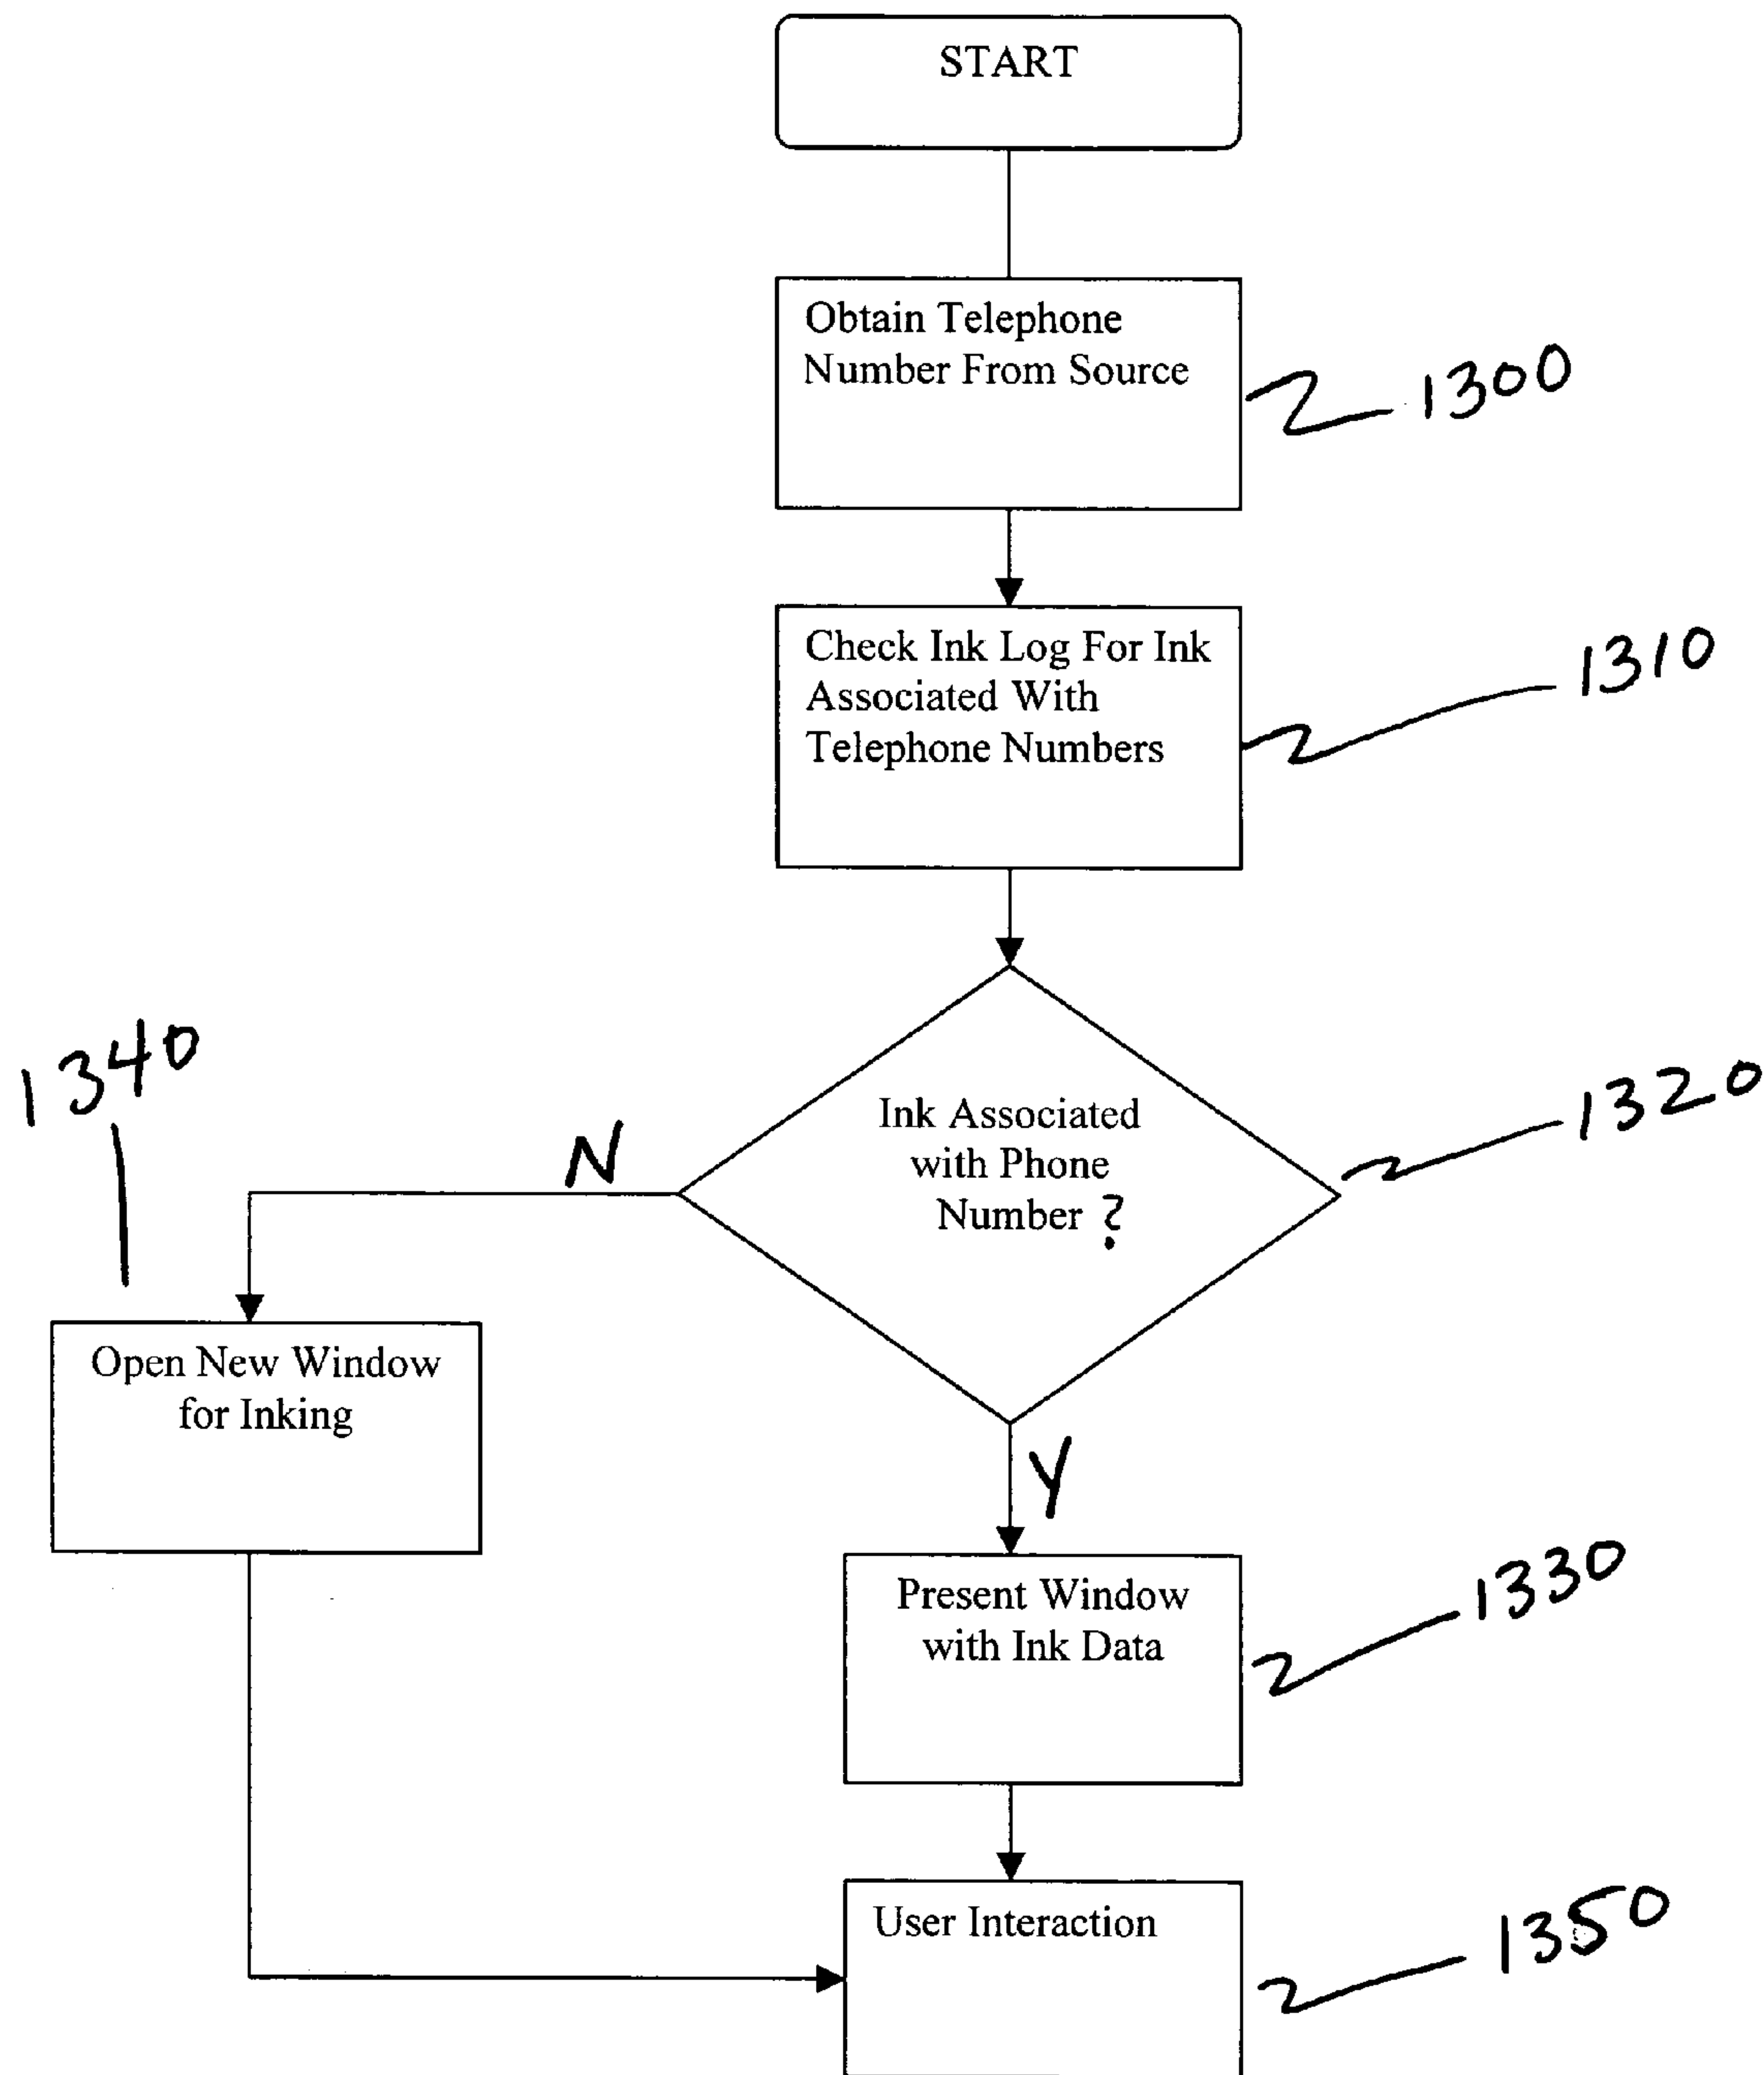 START
Obtain Telephone
Number From Source
1300
Check Ink Log For Ink
Associated With
Telephone Numbers
1310
Ink Associated
with Phone
Number ?
1320
N
1340
Open New Window
for Inking
Y
Present Window
with Ink Data
1330
User Interaction
1350